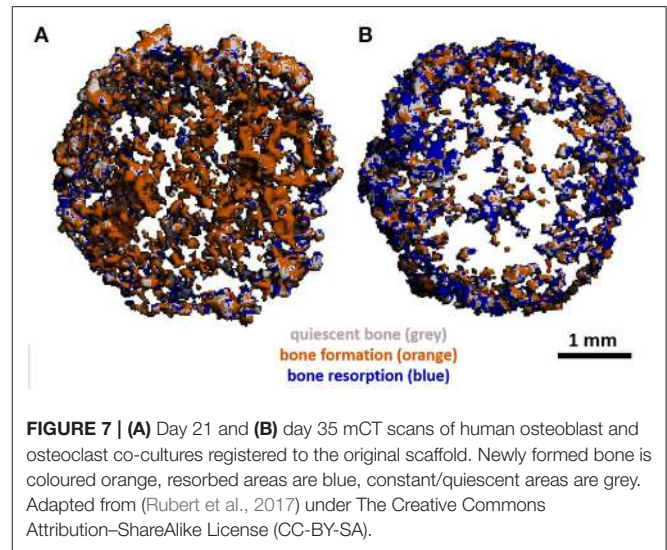 A
B
quiescent bone (grey)
bone formation (orange)
bone resorption (blue)
1 mm
FIGURE 7 | (A) Day 21 and (B) day 35 mCT scans of human osteoblast and
osteoclast co-cultures registered to the original scaffold. Newly formed bone is
coloured orange, resorbed areas are blue, constant/quiescent areas are grey.
Adapted from (Rubert et al., 2017) under The Creative Commons
Attribution–ShareAlike License (CC-BY-SA).